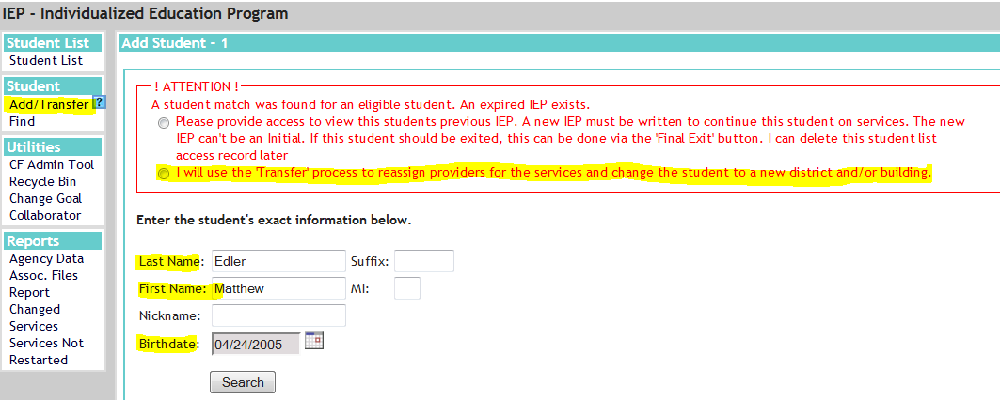 IEP - Individualized Education Program
Student List
Student List
Student
Add/Transfer ?
Find
Utilities
CF Admin Tool
Recycle Bin
Change Goal
Collaborator
Reports
Agency Data
Assoc. Files
Report
Changed
Services
Services Not
Restarted
Add Student - 1
! ATTENTION !
A student match was found for an eligible student. An expired IEP exists.
Please provide access to view this students previous IEP. A new IEP must be written to continue this student on services. The new
IEP can't be an Initial. If this student should be exited, this can be done via the 'Final Exit' button. I can delete this student list
access record later
I will use the 'Transfer' process to reassign providers for the services and change the student to a new district and/or building.
Enter the student's exact information below.
Last Name: Edler Suffix:
First Name: Matthew MI:
Nickname:
Birthdate: 04/24/2005
Search